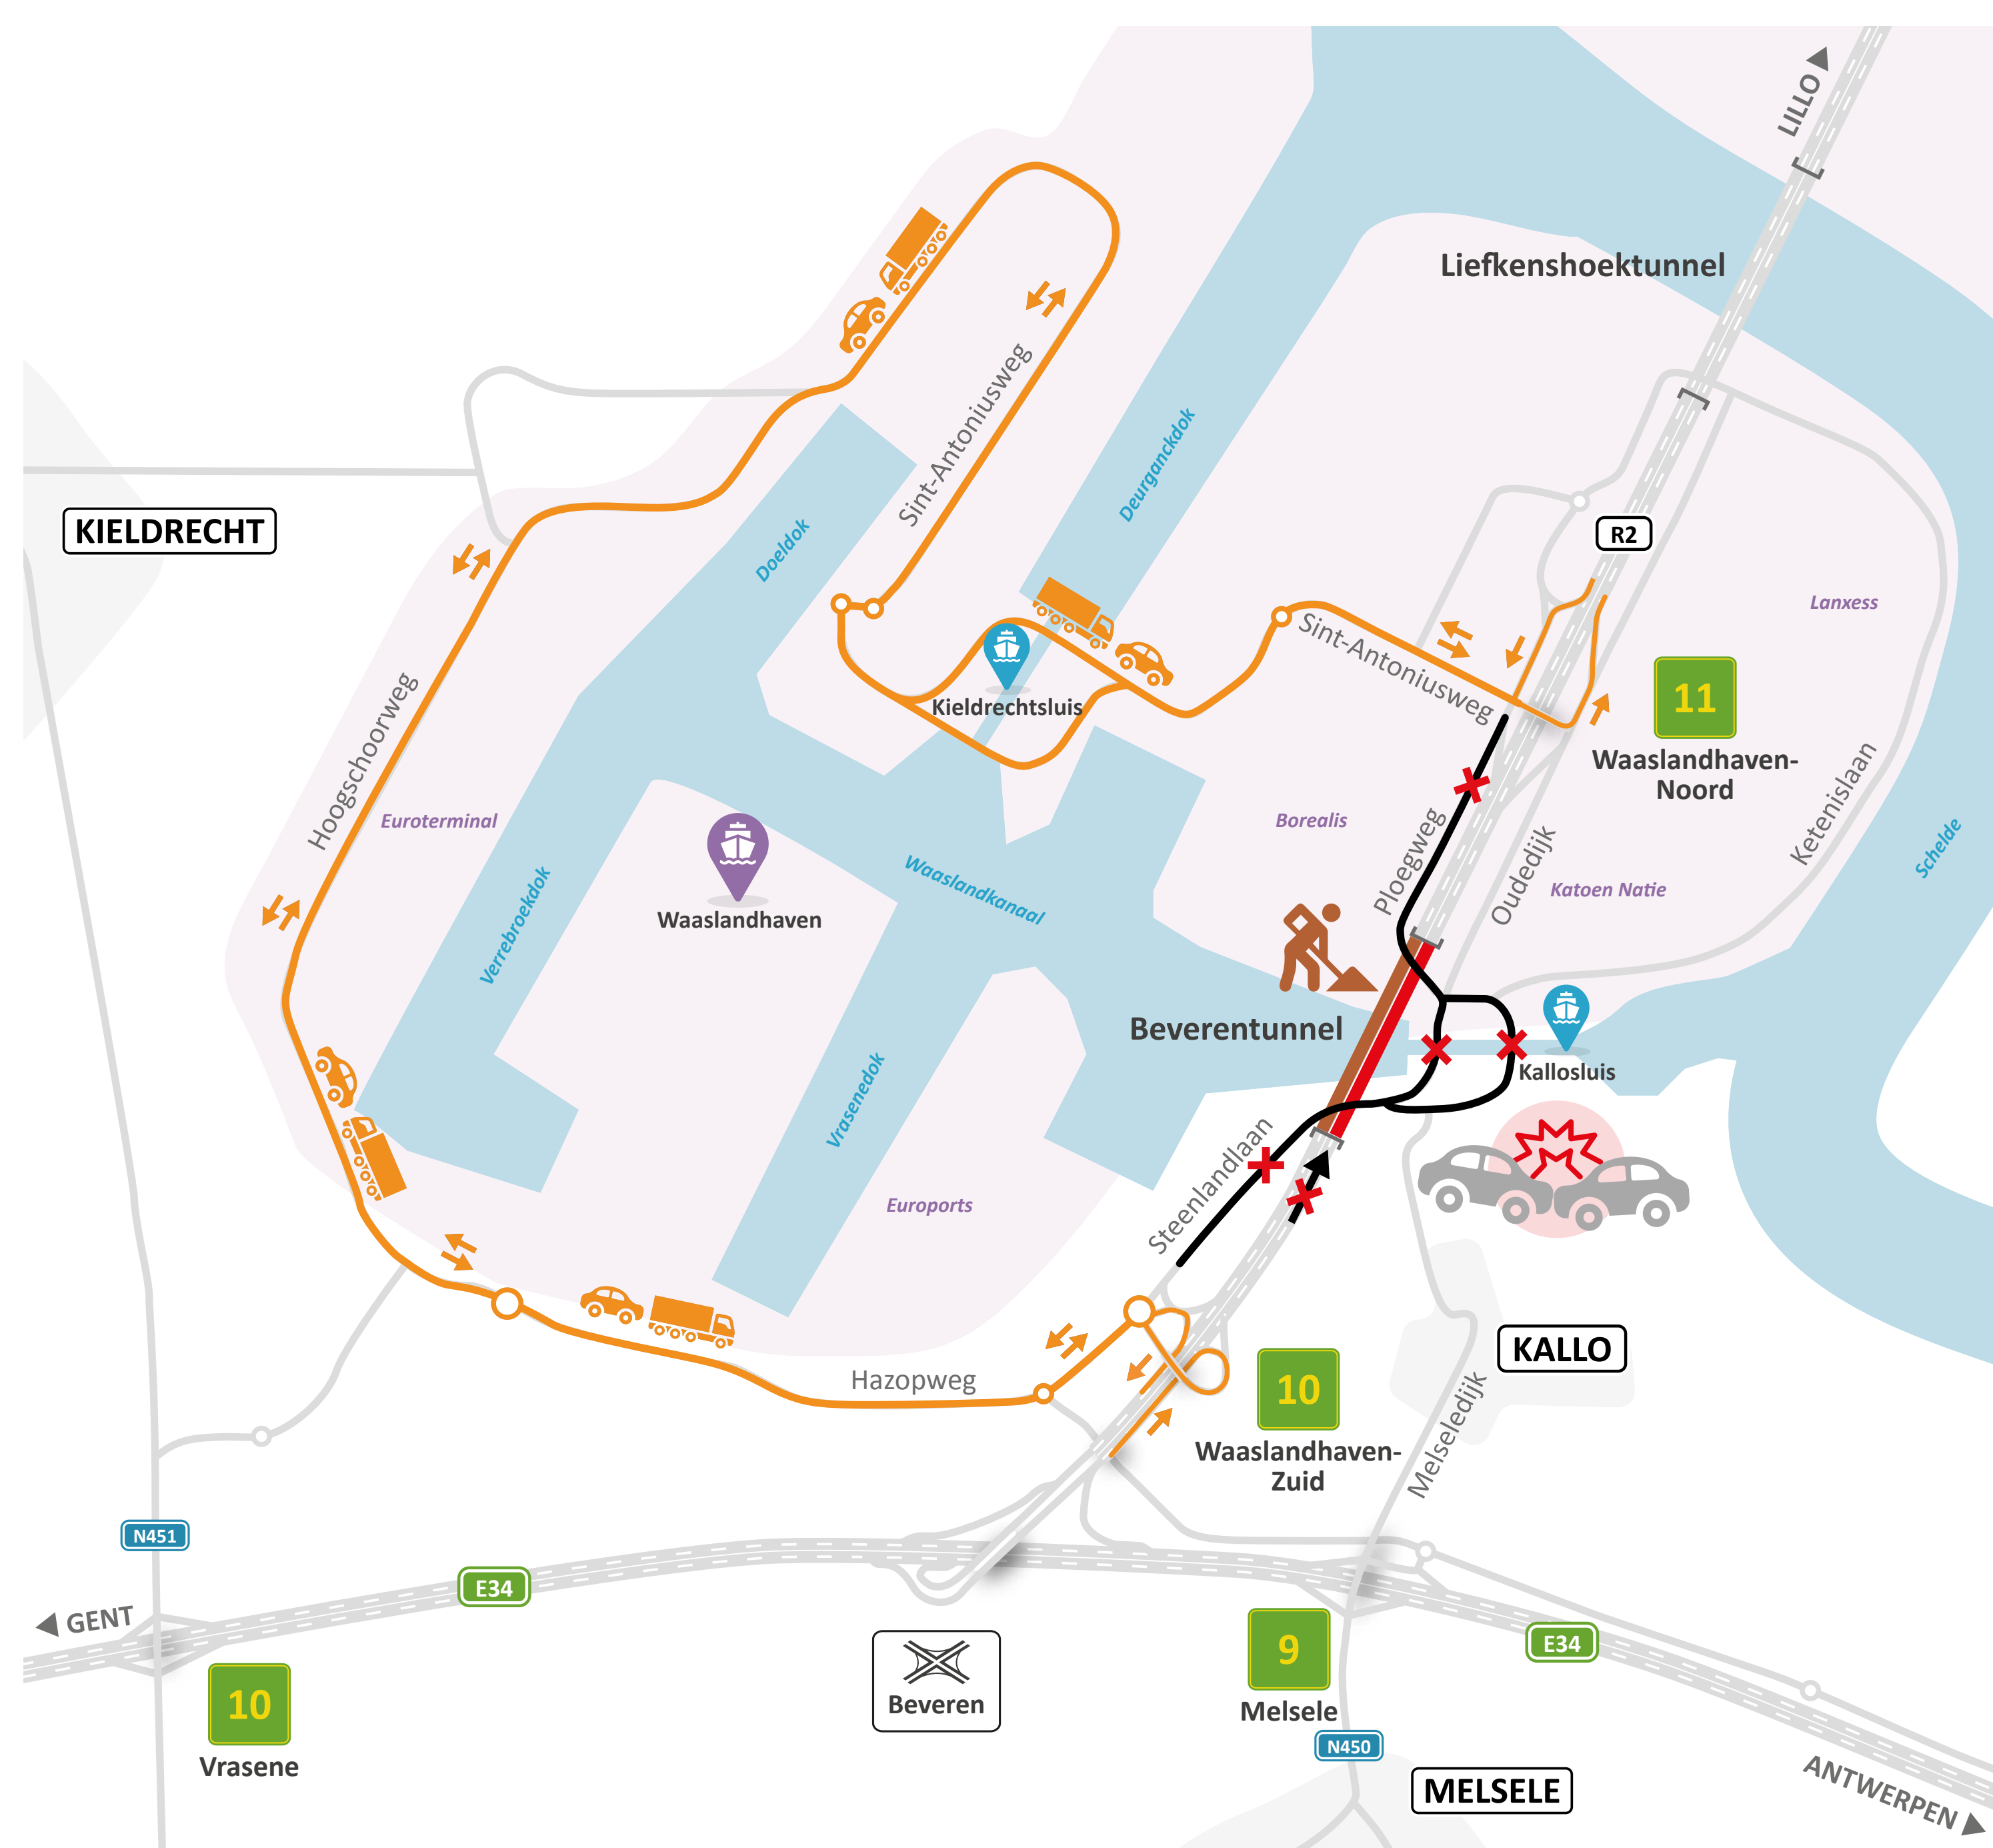 LILLO
Liefkenshoektunnel
Sint-Antoniusweg
Deurganckdok
KIELDRECHT
R2
Doeldok
Lanxess
Sint-Antoniusweg
11
Waaslandhaven-
Noord
Kieldrechtsluis
Hoogschoorweg
Euroterminal
Borealis
Ploegweg
Oudedijk
Ketenislaan
Schelde
Katoen Natie
Waaslandkanaal
Waaslandhaven
Verrebroekdok
Beverentunnel
Kallosluis
Vrasenedok
Steenlandlaan
Euroports
KALLO
Hazopweg
10
Waaslandhaven-
Zuid
Melseledijk
N451
E34
GENT
E34
10
Vrasene
Beveren
9
Melsele
N450
MELSELE
ANTWERPEN